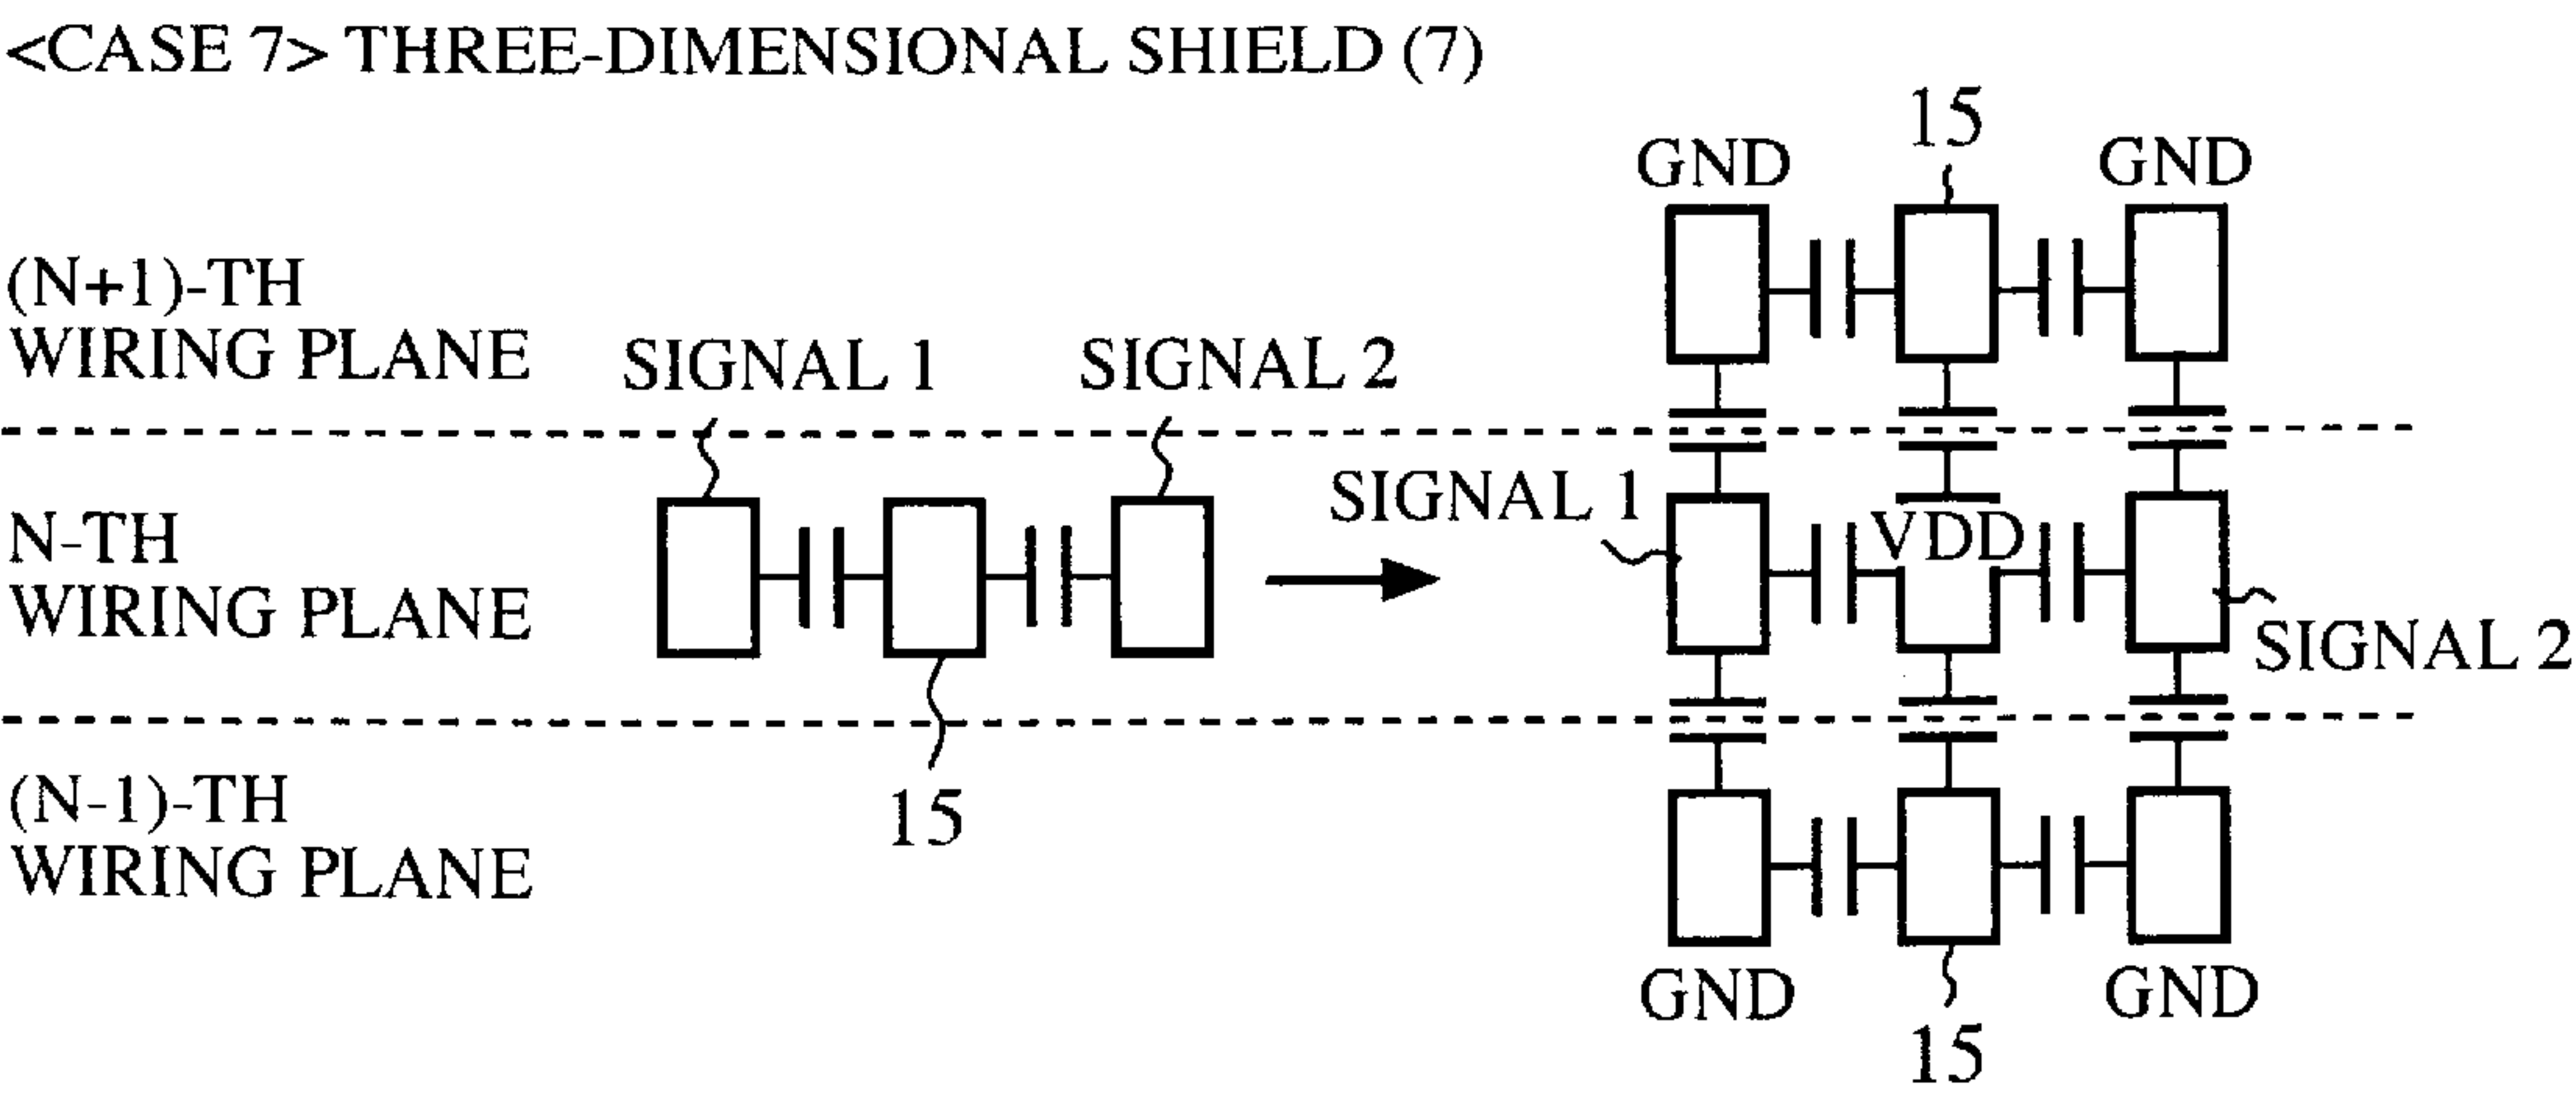 <CASE 7> THREE-DIMENSIONAL SHIELD (7)
15
GND
GND
(N+1)-TH
WIRING PLANE
SIGNAL 1
SIGNAL 2
SIGNAL 1
N-TH
WIRING PLANE
VDD
SIGNAL 2
15
(N-1)-TH
WIRING PLANE
GND
GND
15